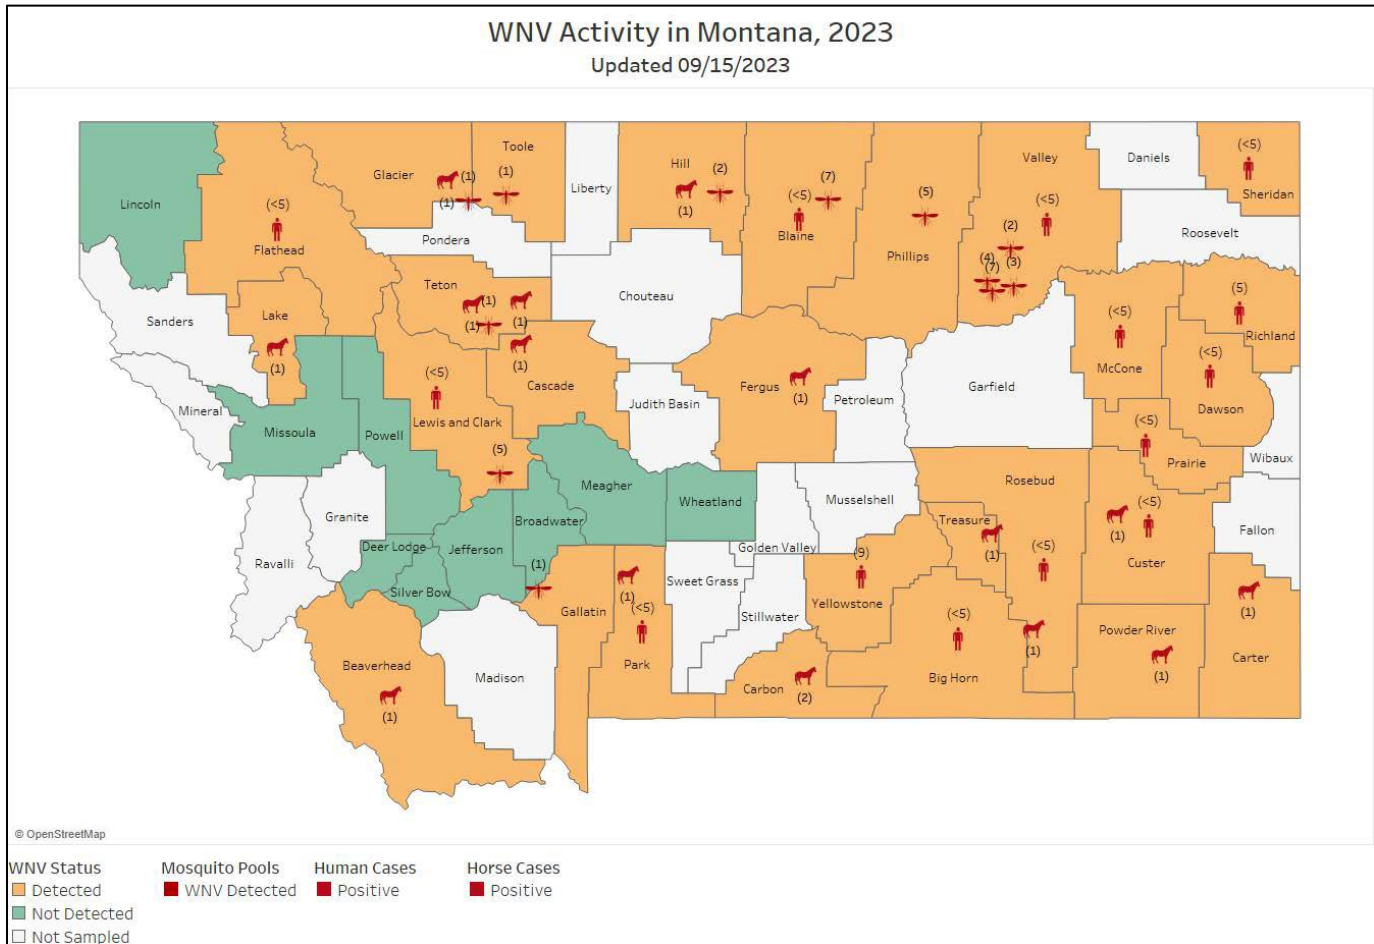 WNV Activity in Montana, 2023
Updated 09/15/2023
Toole
Daniels
(<5)
Glacier
(1)
(1)
Hill
(2)
Valley
Liberty
(7)
Sheridan
Lincoln
(1)
(1)
(<5)
(5)
(<5)
(<5)
Pondera
Blaine
(2)
Roosevelt
Flathead
Phillips
(4)
(7)
(3)
Teton
Chouteau
(5)
Sanders
Lake
(1)
(1)
(1)
(<5)
Richland
(1)
(1)
(<5)
McCone
(<5)
Cascade
Fergus
Garfield
Mineral
Judith Basin
(1)
Petroleum
Dawson
Missoula
Powell
Lewis and Clark
(<5)
(5)
Prairie
Wibaux
Meagher
Wheatland
Rosebud
Granite
Broadwater
Musselshell
Treasure
(<5)
Fallon
Deer Lodge
Jefferson
(1)
Golden Valley
(9)
(1)
(1)
Custer
Ravalli
Silver Bow
Sweet Grass
(<5)
Gallatin
(1)
Yellowstone
(<5)
Stillwater
(<5)
(1)
Beaverhead
Powder River
Park
(1)
Carter
Madison
Carbon
Big Horn
(1)
(1)
(2)
© OpenStreetMap
WNV Status Mosquito Pools Human Cases Horse Cases
Detected WNV Detected Positive Positive
Not Detected
Not Sampled